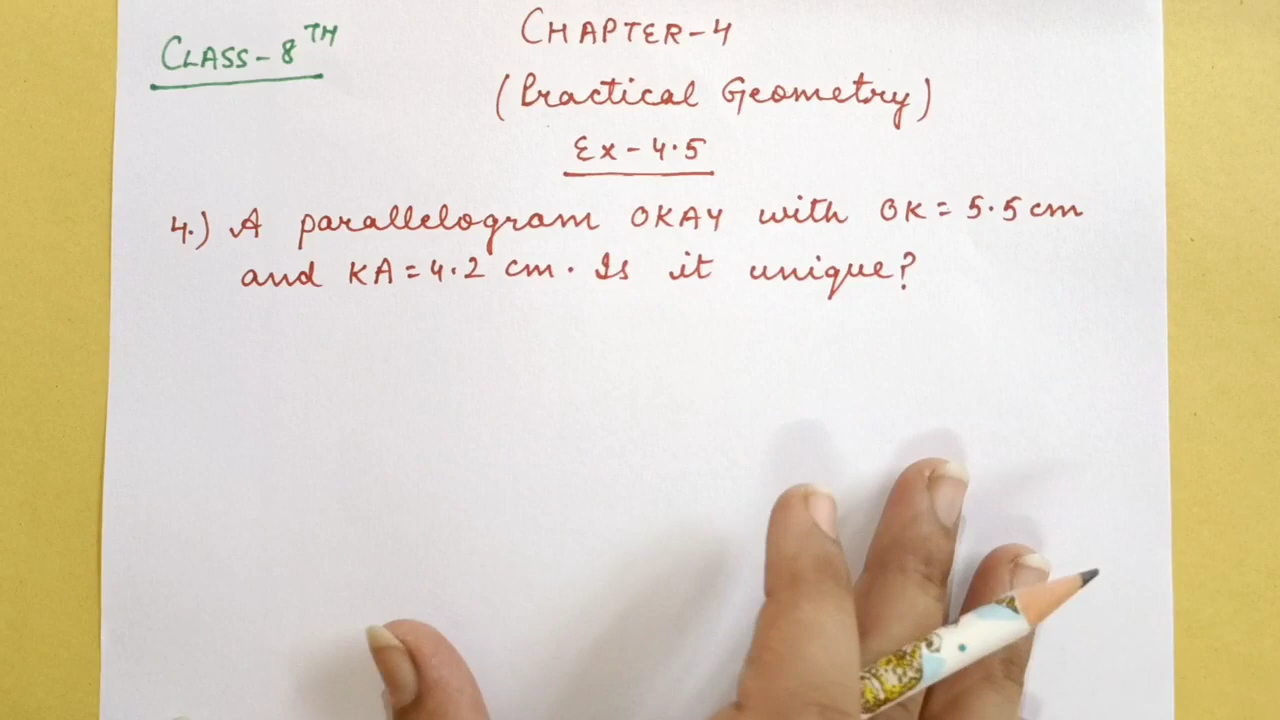 CLASS-8TH
CHAPTER-4
(Practical Geometry)
Ex-4.5
4.) A parallelogram OKAY with OK = 5.5 cm
and KA = 4.2 cm. Is it unique?